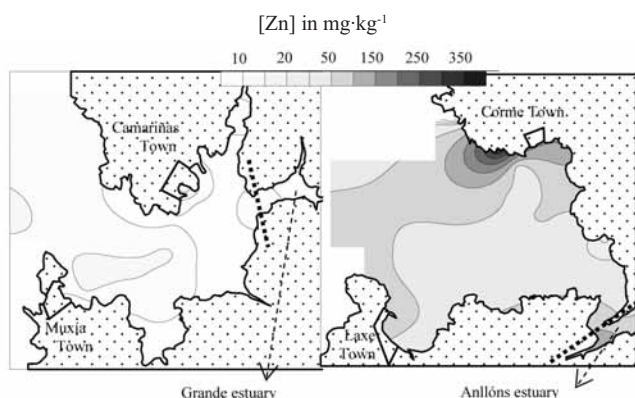 [Zn] in mg·kg-1
10 20 50 150 250 350
Camariñas
Town
Corme Town
Muxía
Town
Laxe
Town
Grande estuary
Anllóns estuary